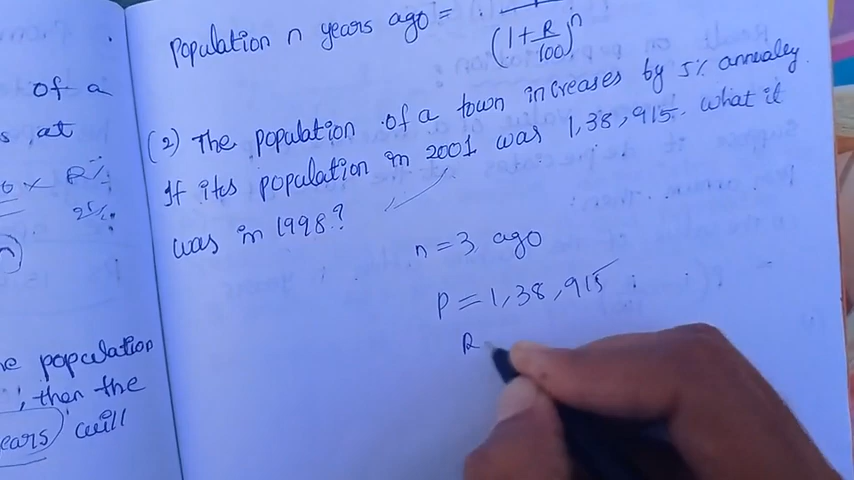 of a
s at
R%
25%
he population
, then the
ears will
Population n years ago =
(1+R/100)^n
(2) The population of a town increases by 5% annualey.
If its population in 2001 was 1,38,915. what it
was in 1998?
n = 3 ago
P = 1,38,915
R